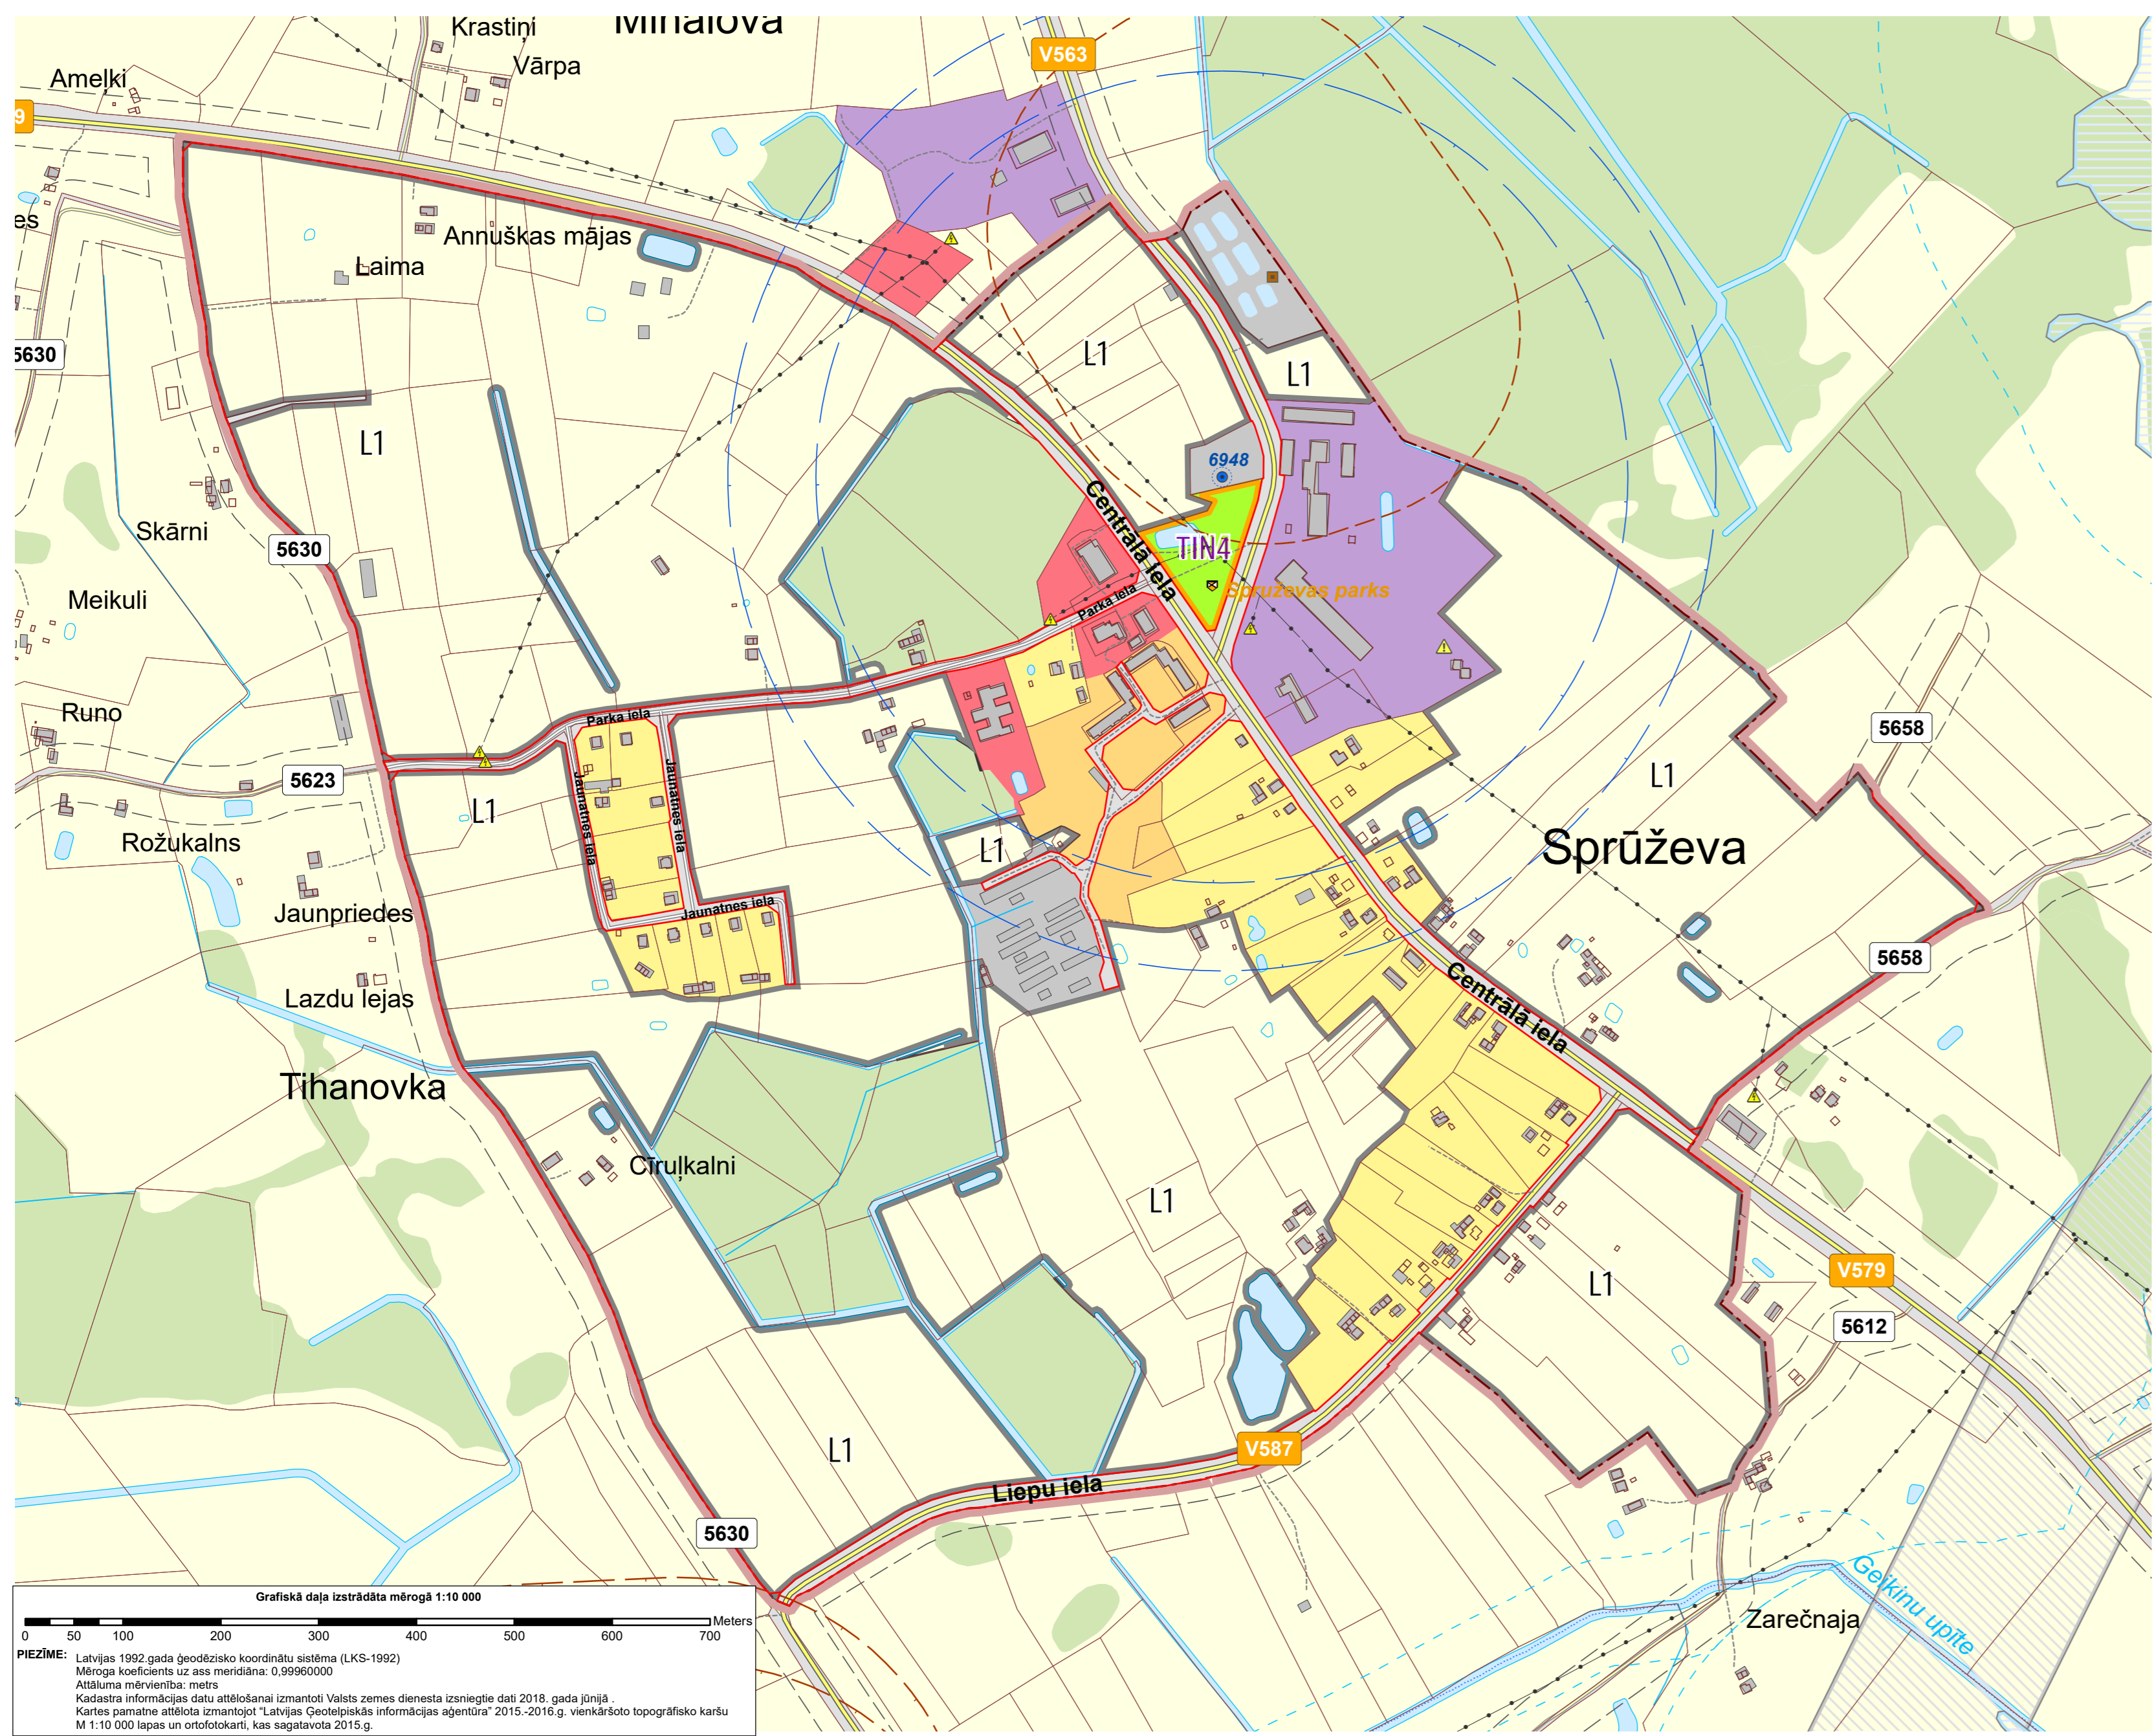 Krastiņi
Mihalova
Vārpa
V563
Ameļki
9
es
Annuškas mājas
Laima
5630
L1
L1
L1
6948
Centrālā iela
Skārni
5630
TIN4
Spruževas parks
Meikuli
Parka iela
Runo
Parka iela
5658
5623
L1
Jaunatnes iela
Jaunatnes iela
L1
Rožukalns
L1
Sprūževa
Jaunpriedes
Jaunatnes iela
5658
Lazdu lejas
Centrālā iela
Tihanovka
Cīruļkalni
L1
L1
V579
5612
L1
V587
Liepu iela
5630
Geikinu upīte
Zarečnaja
Grafiskā daļa izstrādāta mērogā 1:10 000
Meters
0 50 100 200 300 400 500 600 700
PIEZĪME: Latvijas 1992.gada ģeodēzisko koordinātu sistēma (LKS-1992)
Mēroga koeficients uz ass meridiāna: 0,99960000
Attāluma mērvienība: metrs
Kadastra informācijas datu attēlošanai izmantoti Valsts zemes dienesta izsniegtie dati 2018. gada jūnijā .
Kartes pamatne attēlota izmantojot “Latvijas Ģeotelpiskās informācijas aģentūra” 2015.-2016.g. vienkāršoto topogrāfisko karšu
M 1:10 000 lapas un ortofotokarti, kas sagatavota 2015.g.